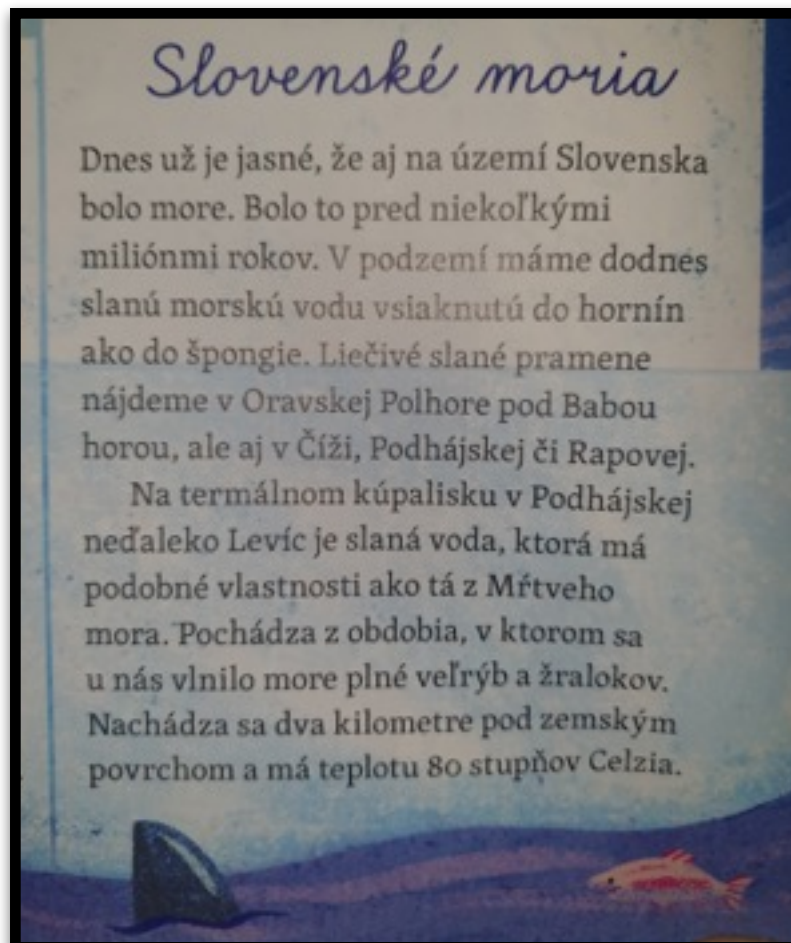 Slovenské moria
Dnes už je jasné, že aj na území Slovenska
bolo more. Bolo to pred niekoľkými
miliónmi rokov. V podzemí máme dodnes
slanú morskú vodu vsiaknutú do hornín
ako do špongie. Liečivé slané pramene
nájdeme v Oravskej Polhore pod Babou
horou, ale aj v Číži, Podhájskej či Rapovej.
Na termálnom kúpalisku v Podhájskej
neďaleko Levíc je slaná voda, ktorá má
podobné vlastnosti ako tá z Mŕtveho
mora. Pochádza z obdobia, v ktorom sa
u nás vlnilo more plné veľrýb a žralokov.
Nachádza sa dva kilometre pod zemským
povrchom a má teplotu 80 stupňov Celzia.